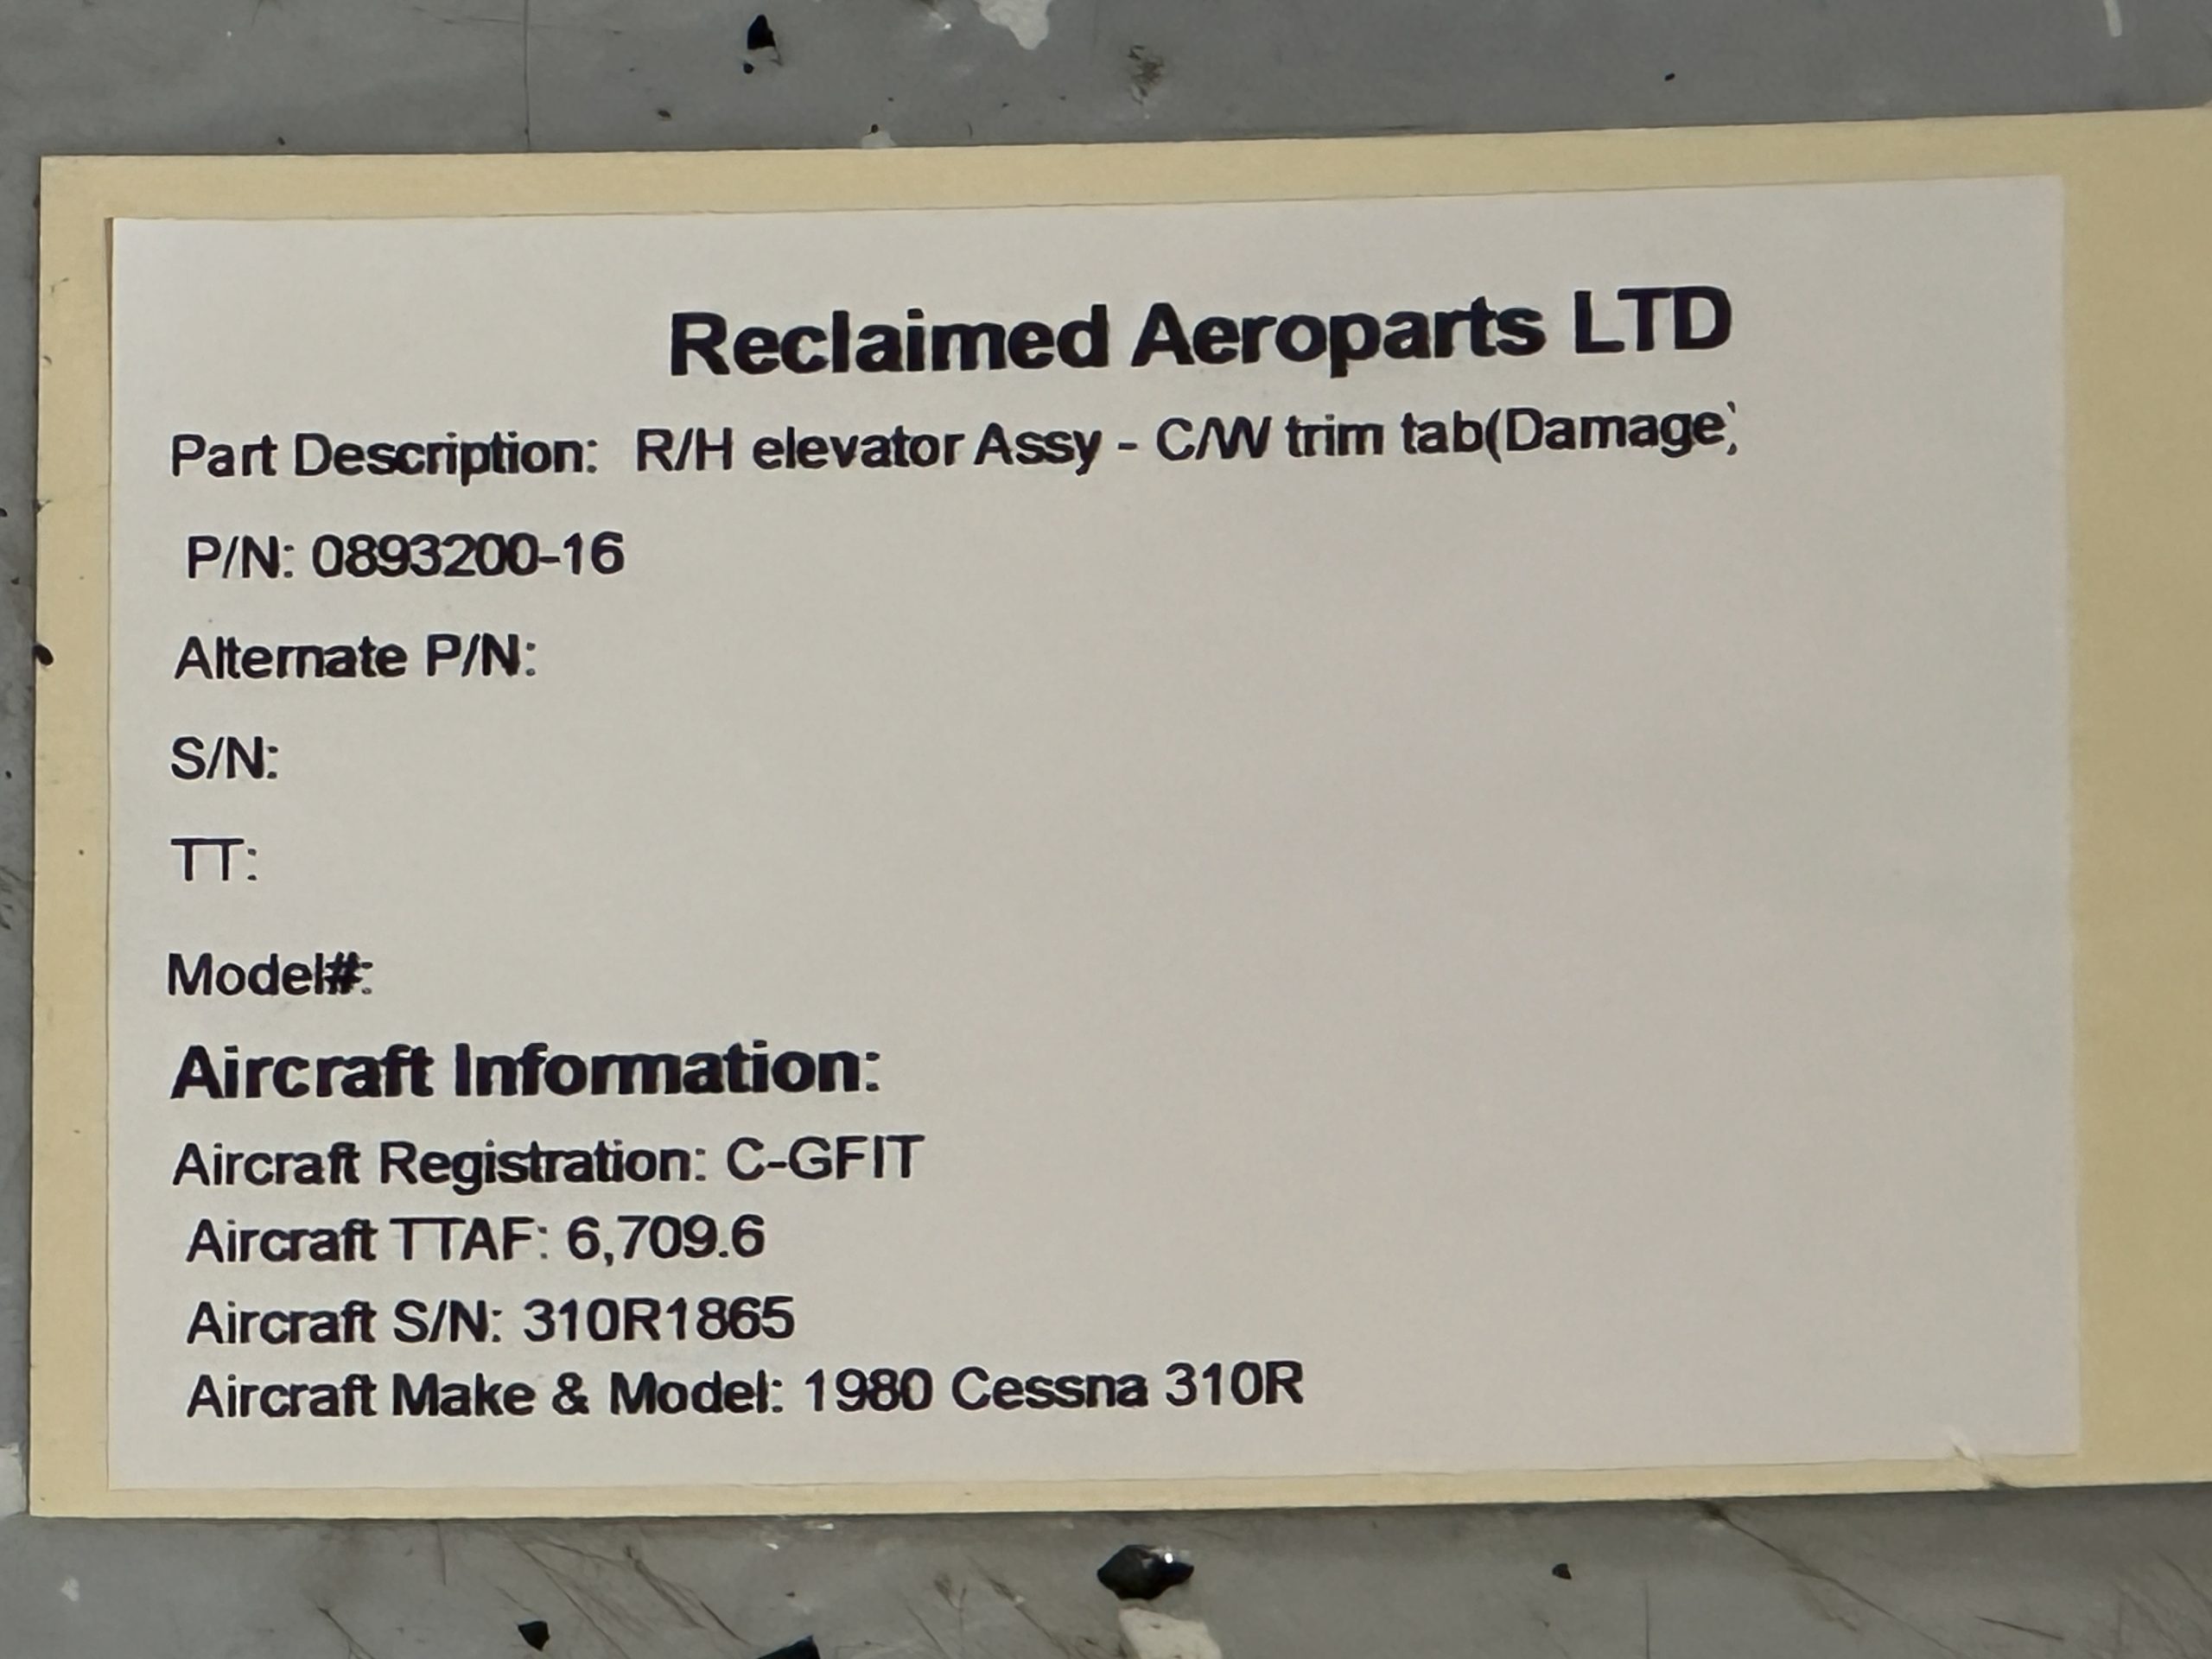 Reclaimed Aeroparts LTD
Part Description: R/H elevator Assy - C/W trim tab(Damage)
P/N: 0893200-16
Alternate P/N:
S/N:
TT:
Model#:
Aircraft Information:
Aircraft Registration: C-GFIT
Aircraft TTAF: 6,709.6
Aircraft S/N: 310R1865
Aircraft Make & Model: 1980 Cessna 310R